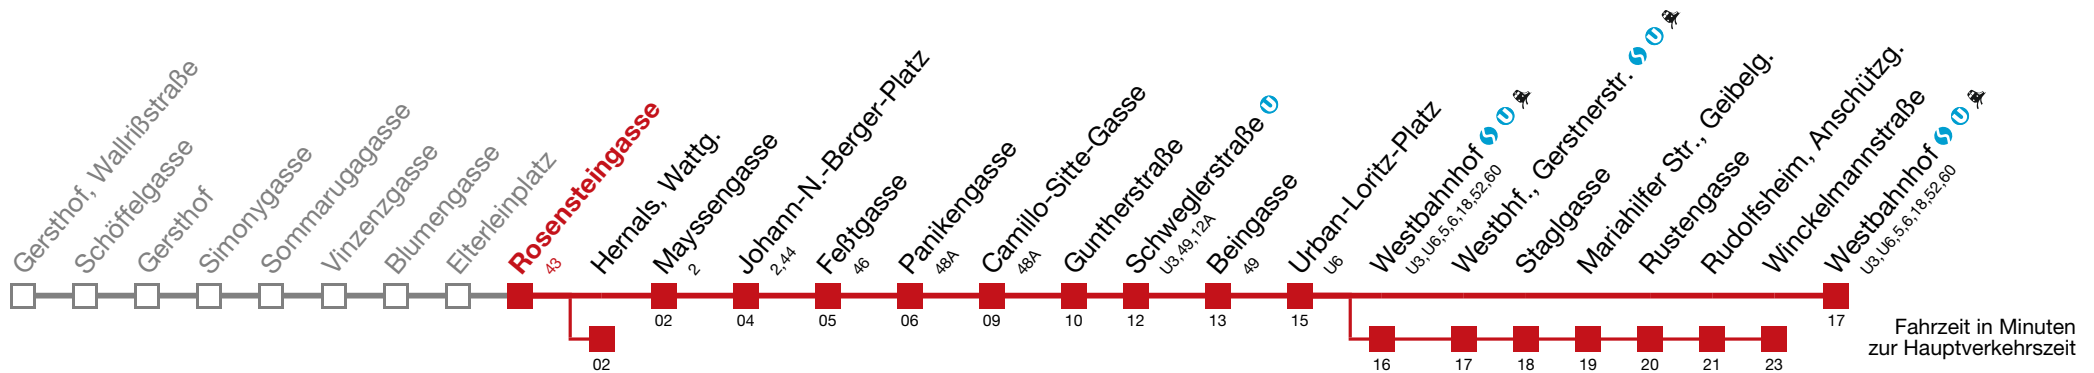 Gersthof, Wallrißstraße
Schöffelgasse
Gersthof
Simonygasse
Sommarugagasse
Vinzenzgasse
Blumengasse
Elterleinplatz
Rosensteingasse
43
Hernals, Wattg.
Mayssengasse
2
Johann-N.-Berger-Platz
2,44
Feßtgasse
46
Panikengasse
48A
Camillo-Sitte-Gasse
48A
Guntherstraße
Schweglerstraße U
U3,49,12A
Beingasse
49
Urban-Loritz-Platz
U6
Westbahnhof S U
U3,U6,5,6,18,52,60
Westbhf., Gerstnerstr. S U
Staglgasse
Mariahilfer Str., Geibelg.
Rustengasse
Rudolfsheim, Anschützg.
Winckelmannstraße
Westbahnhof S U
U3,U6,5,6,18,52,60
02 04 05 06 09 10 12 13 15 17
02 16 17 18 19 20 21 23
Fahrzeit in Minuten
zur Hauptverkehrszeit